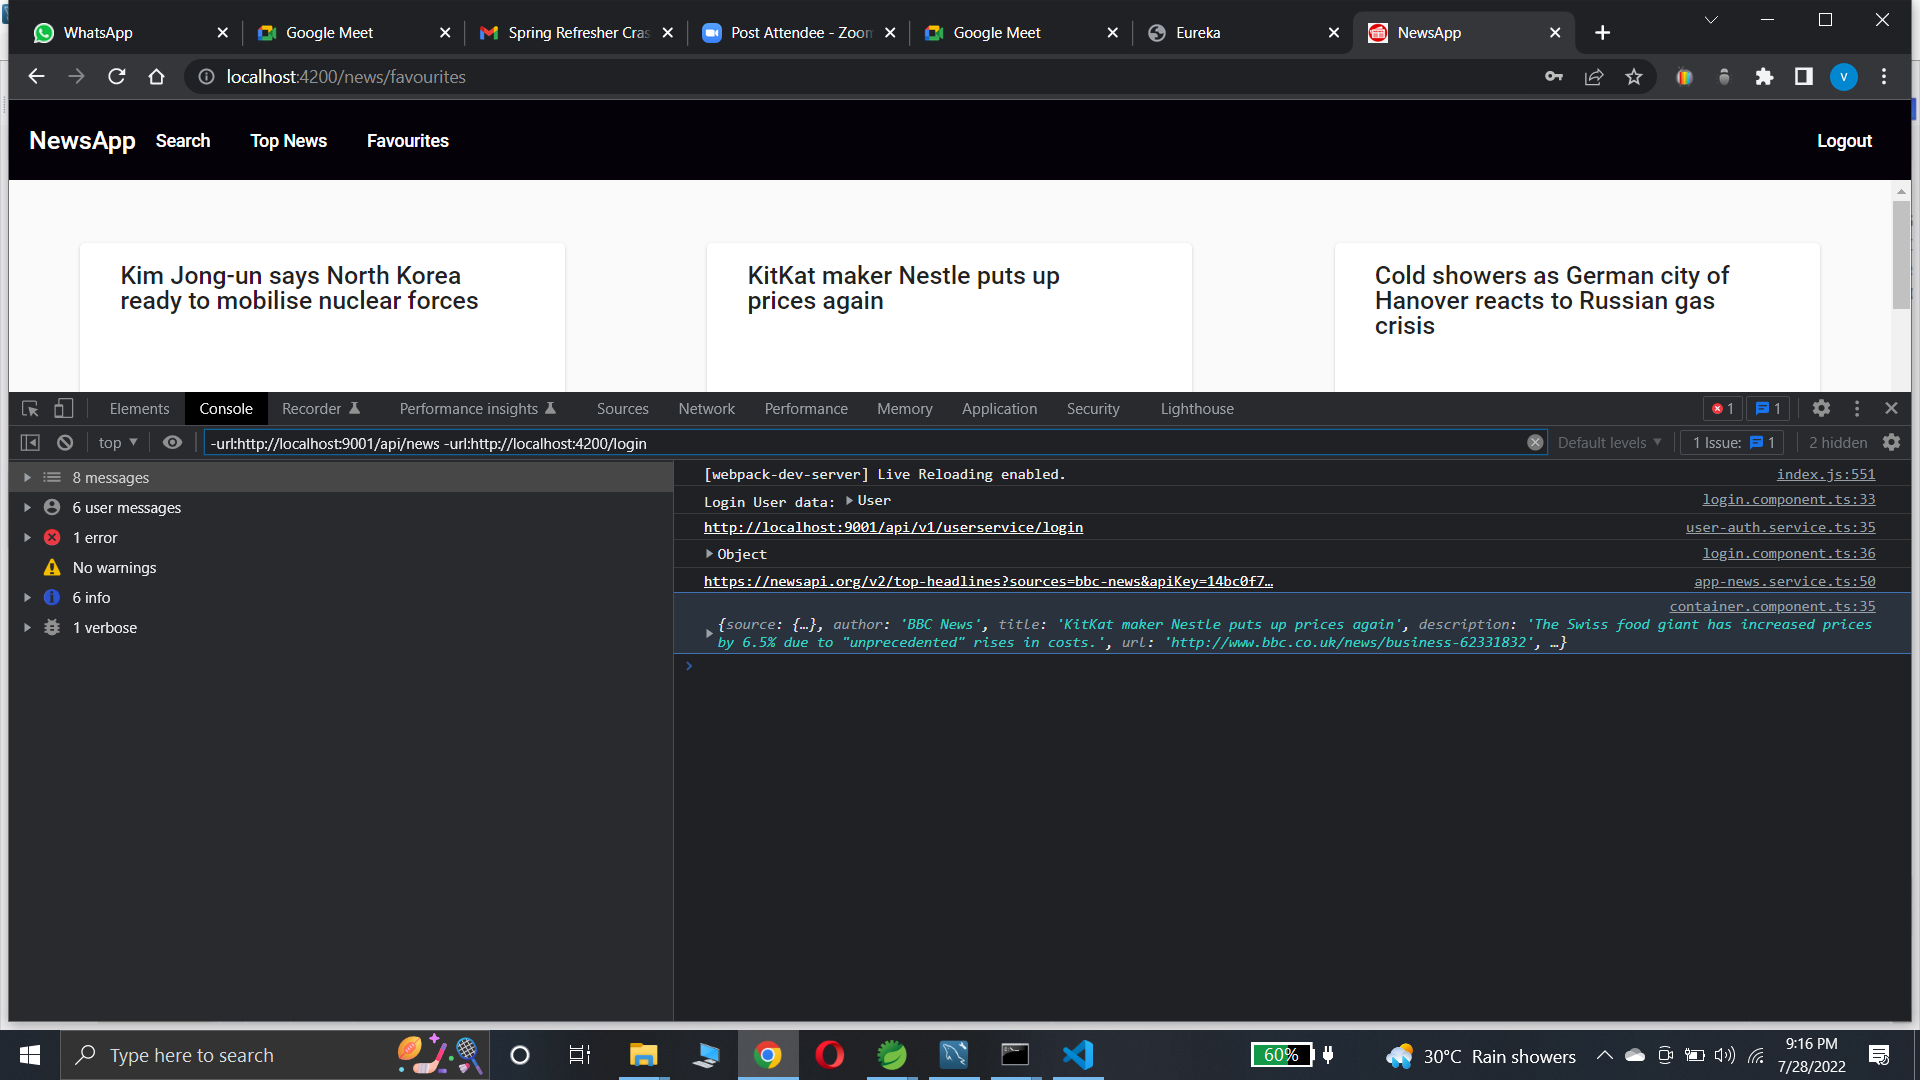 WhatsApp
Google Meet
Spring Refresher Cras
Post Attendee - Zoom
Google Meet
Eureka
NewsApp
localhost:4200/news/favourites
V
NewsApp Search Top News Favourites Logout
Kim Jong-un says North Korea
ready to mobilise nuclear forces
KitKat maker Nestle puts up
prices again
Cold showers as German city of
Hanover reacts to Russian gas
crisis
Elements Console Recorder Performance insights Sources Network Performance Memory Application Security Lighthouse 1 1
top -url:http://localhost:9001/api/news -url:http://localhost:4200/login Default levels 1 Issue: 1 2 hidden
8 messages
6 user messages
1 error
No warnings
6 info
1 verbose
[webpack-dev-server] Live Reloading enabled. index.js:551
Login User data: User login.component.ts:33
http://localhost:9001/api/v1/userservice/login user-auth.service.ts:35
Object login.component.ts:36
https://newsapi.org/v2/top-headlines?sources=bbc-news&apiKey=14bc0f7… app-news.service.ts:50
container.component.ts:35
{source: {…}, author: 'BBC News', title: 'KitKat maker Nestle puts up prices again', description: 'The Swiss food giant has increased prices
by 6.5% due to "unprecedented" rises in costs.', url: 'http://www.bbc.co.uk/news/business-62331832', …}
Type here to search
60%
30°C Rain showers
9:16 PM
7/28/2022